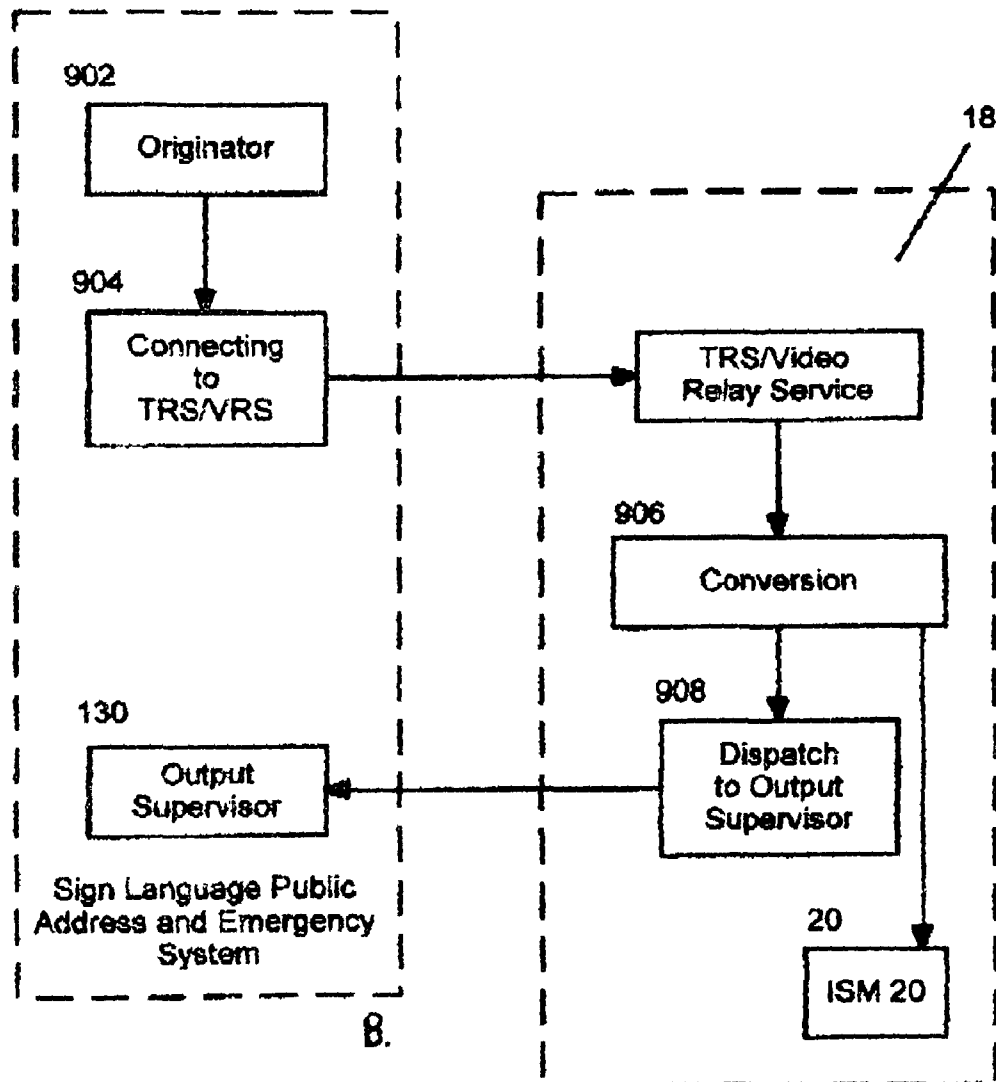 902
Originator
18
904
Connecting
to
TRS/VRS
TRS/Video
Relay Service
906
Conversion
908
Dispatch
to Output
Supervisor
130
Output
Supervisor
Sign Language Public
Address and Emergency
System
20
ISM 20